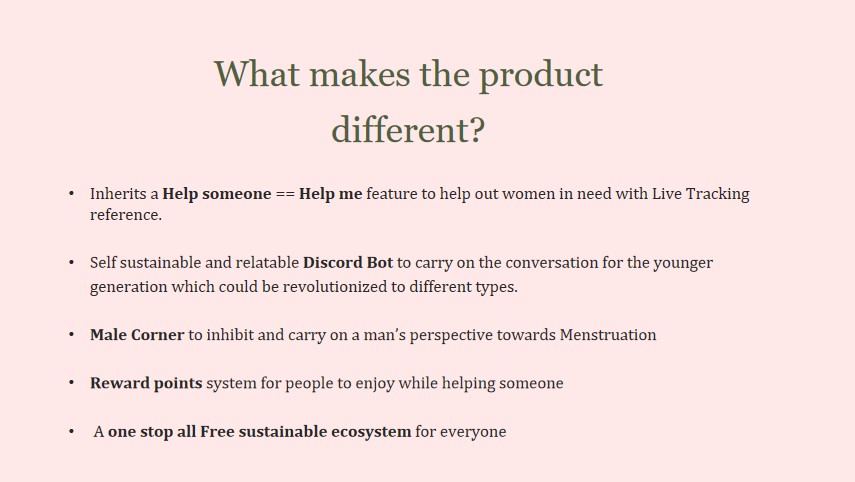 What makes the product
different?
• Inherits a Help someone == Help me feature to help out women in need with Live Tracking
reference.
• Self sustainable and relatable Discord Bot to carry on the conversation for the younger
generation which could be revolutionized to different types.
• Male Corner to inhibit and carry on a man’s perspective towards Menstruation
• Reward points system for people to enjoy while helping someone
• A one stop all Free sustainable ecosystem for everyone